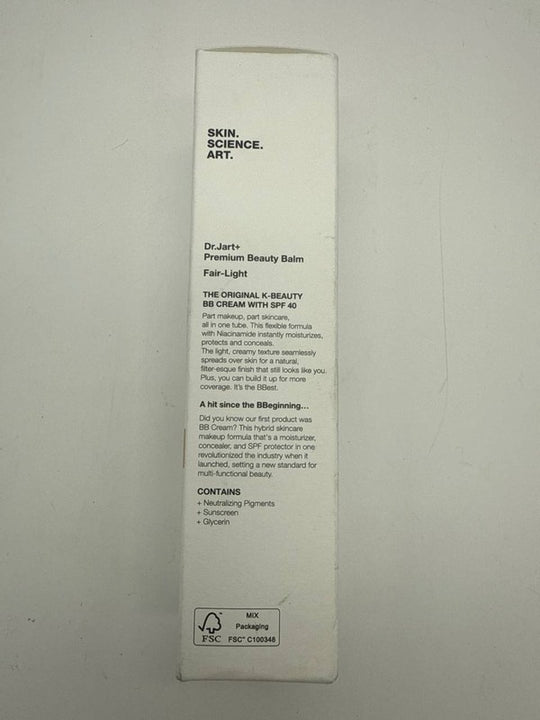 SKIN.
SCIENCE.
ART.
Dr.Jart+
Premium Beauty Balm
Fair-Light
THE ORIGINAL K-BEAUTY
BB CREAM WITH SPF 40
Part makeup, part skincare,
all in one tube. This flexible formula
with Niacinamide instantly moisturizes,
protects and conceals.
The light, creamy texture seamlessly
spreads over skin for a natural,
filter-esque finish that still looks like you.
Plus, you can build it up for more
coverage. It's the BBest.
A hit since the BBeginning...
Did you know our first product was
BB Cream? This hybrid skincare
makeup formula that's a moisturizer,
concealer, and SPF protector in one
revolutionized the industry when it
launched, setting a new standard for
multi-functional beauty.
CONTAINS
+ Neutralizing Pigments
+ Sunscreen
+ Glycerin
MIX
Packaging
FSC FSC™ C100348